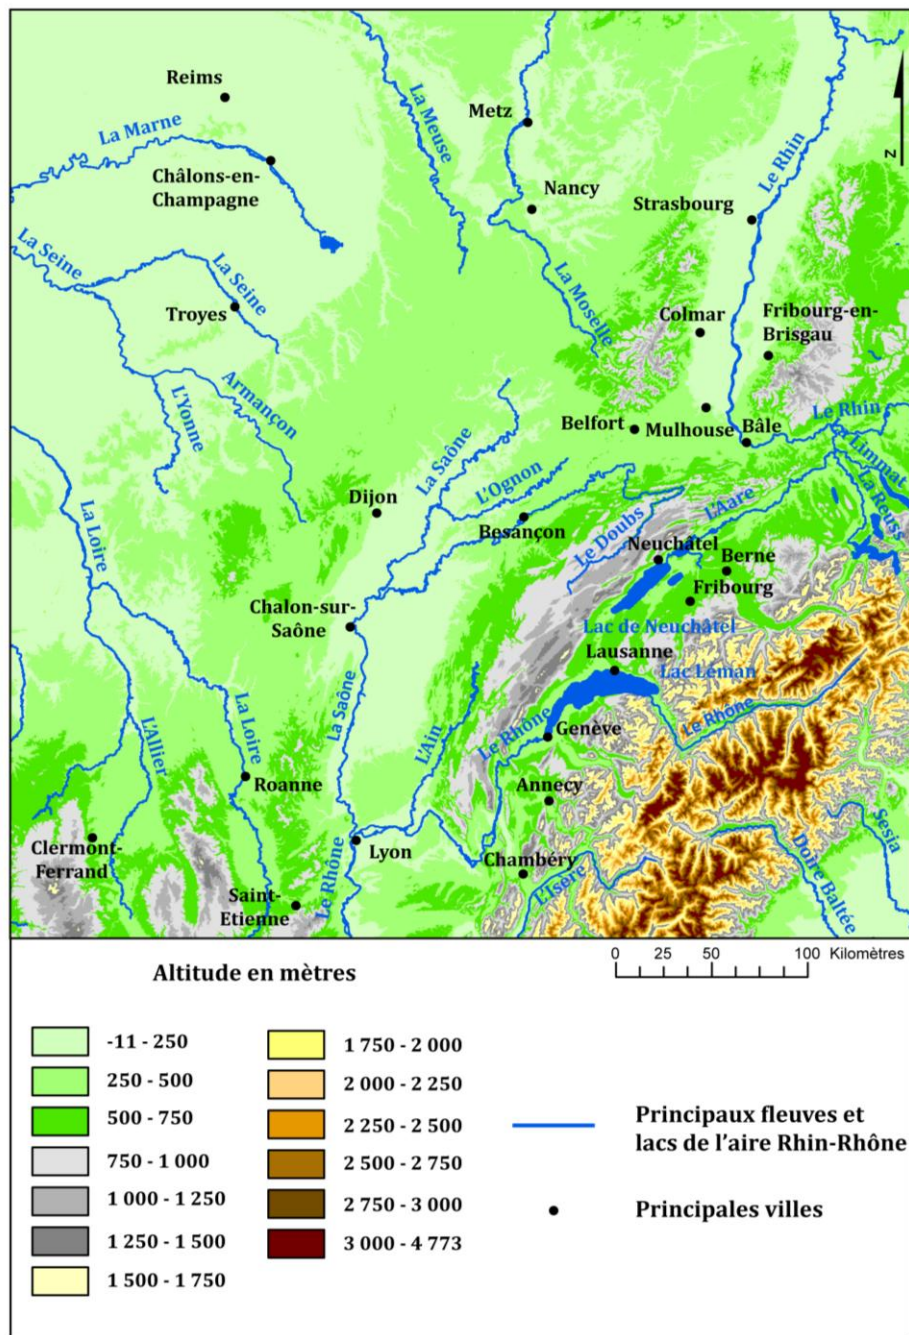 Reims
La Marne
La Meuse
Metz
Le Rhin
N
Châlons-en-
Champagne
Nancy
Strasbourg
La Seine
La Seine
Troyes
La Moselle
Colmar
Fribourg-en-
Brisgau
L'Yonne
Armançon
Belfort
Mulhouse
Bâle
Le Rhin
La Saône
L'Ognon
Limmat
La Reuss
Dijon
Besançon
L'Aare
La Loire
Le Doubs
Neuchâtel
Berne
Fribourg
Chalon-sur-
Saône
Lac de Neuchâtel
Lausanne
Lac Léman
La Saône
L'Ain
Le Rhône
Le Rhône
L'Allier
La Loire
Genève
Roanne
Annecy
Clermont-
Ferrand
Lyon
Chambéry
Sesia
Doire Baltée
Saint-
Etienne
Le Rhône
L'Isère
0 25 50 100 Kilomètres
Altitude en mètres
-11 - 250
250 - 500
500 - 750
750 - 1 000
1 000 - 1 250
1 250 - 1 500
1 500 - 1 750
1 750 - 2 000
2 000 - 2 250
2 250 - 2 500
2 500 - 2 750
2 750 - 3 000
3 000 - 4 773
Principaux fleuves et
lacs de l'aire Rhin-Rhône
Principales villes